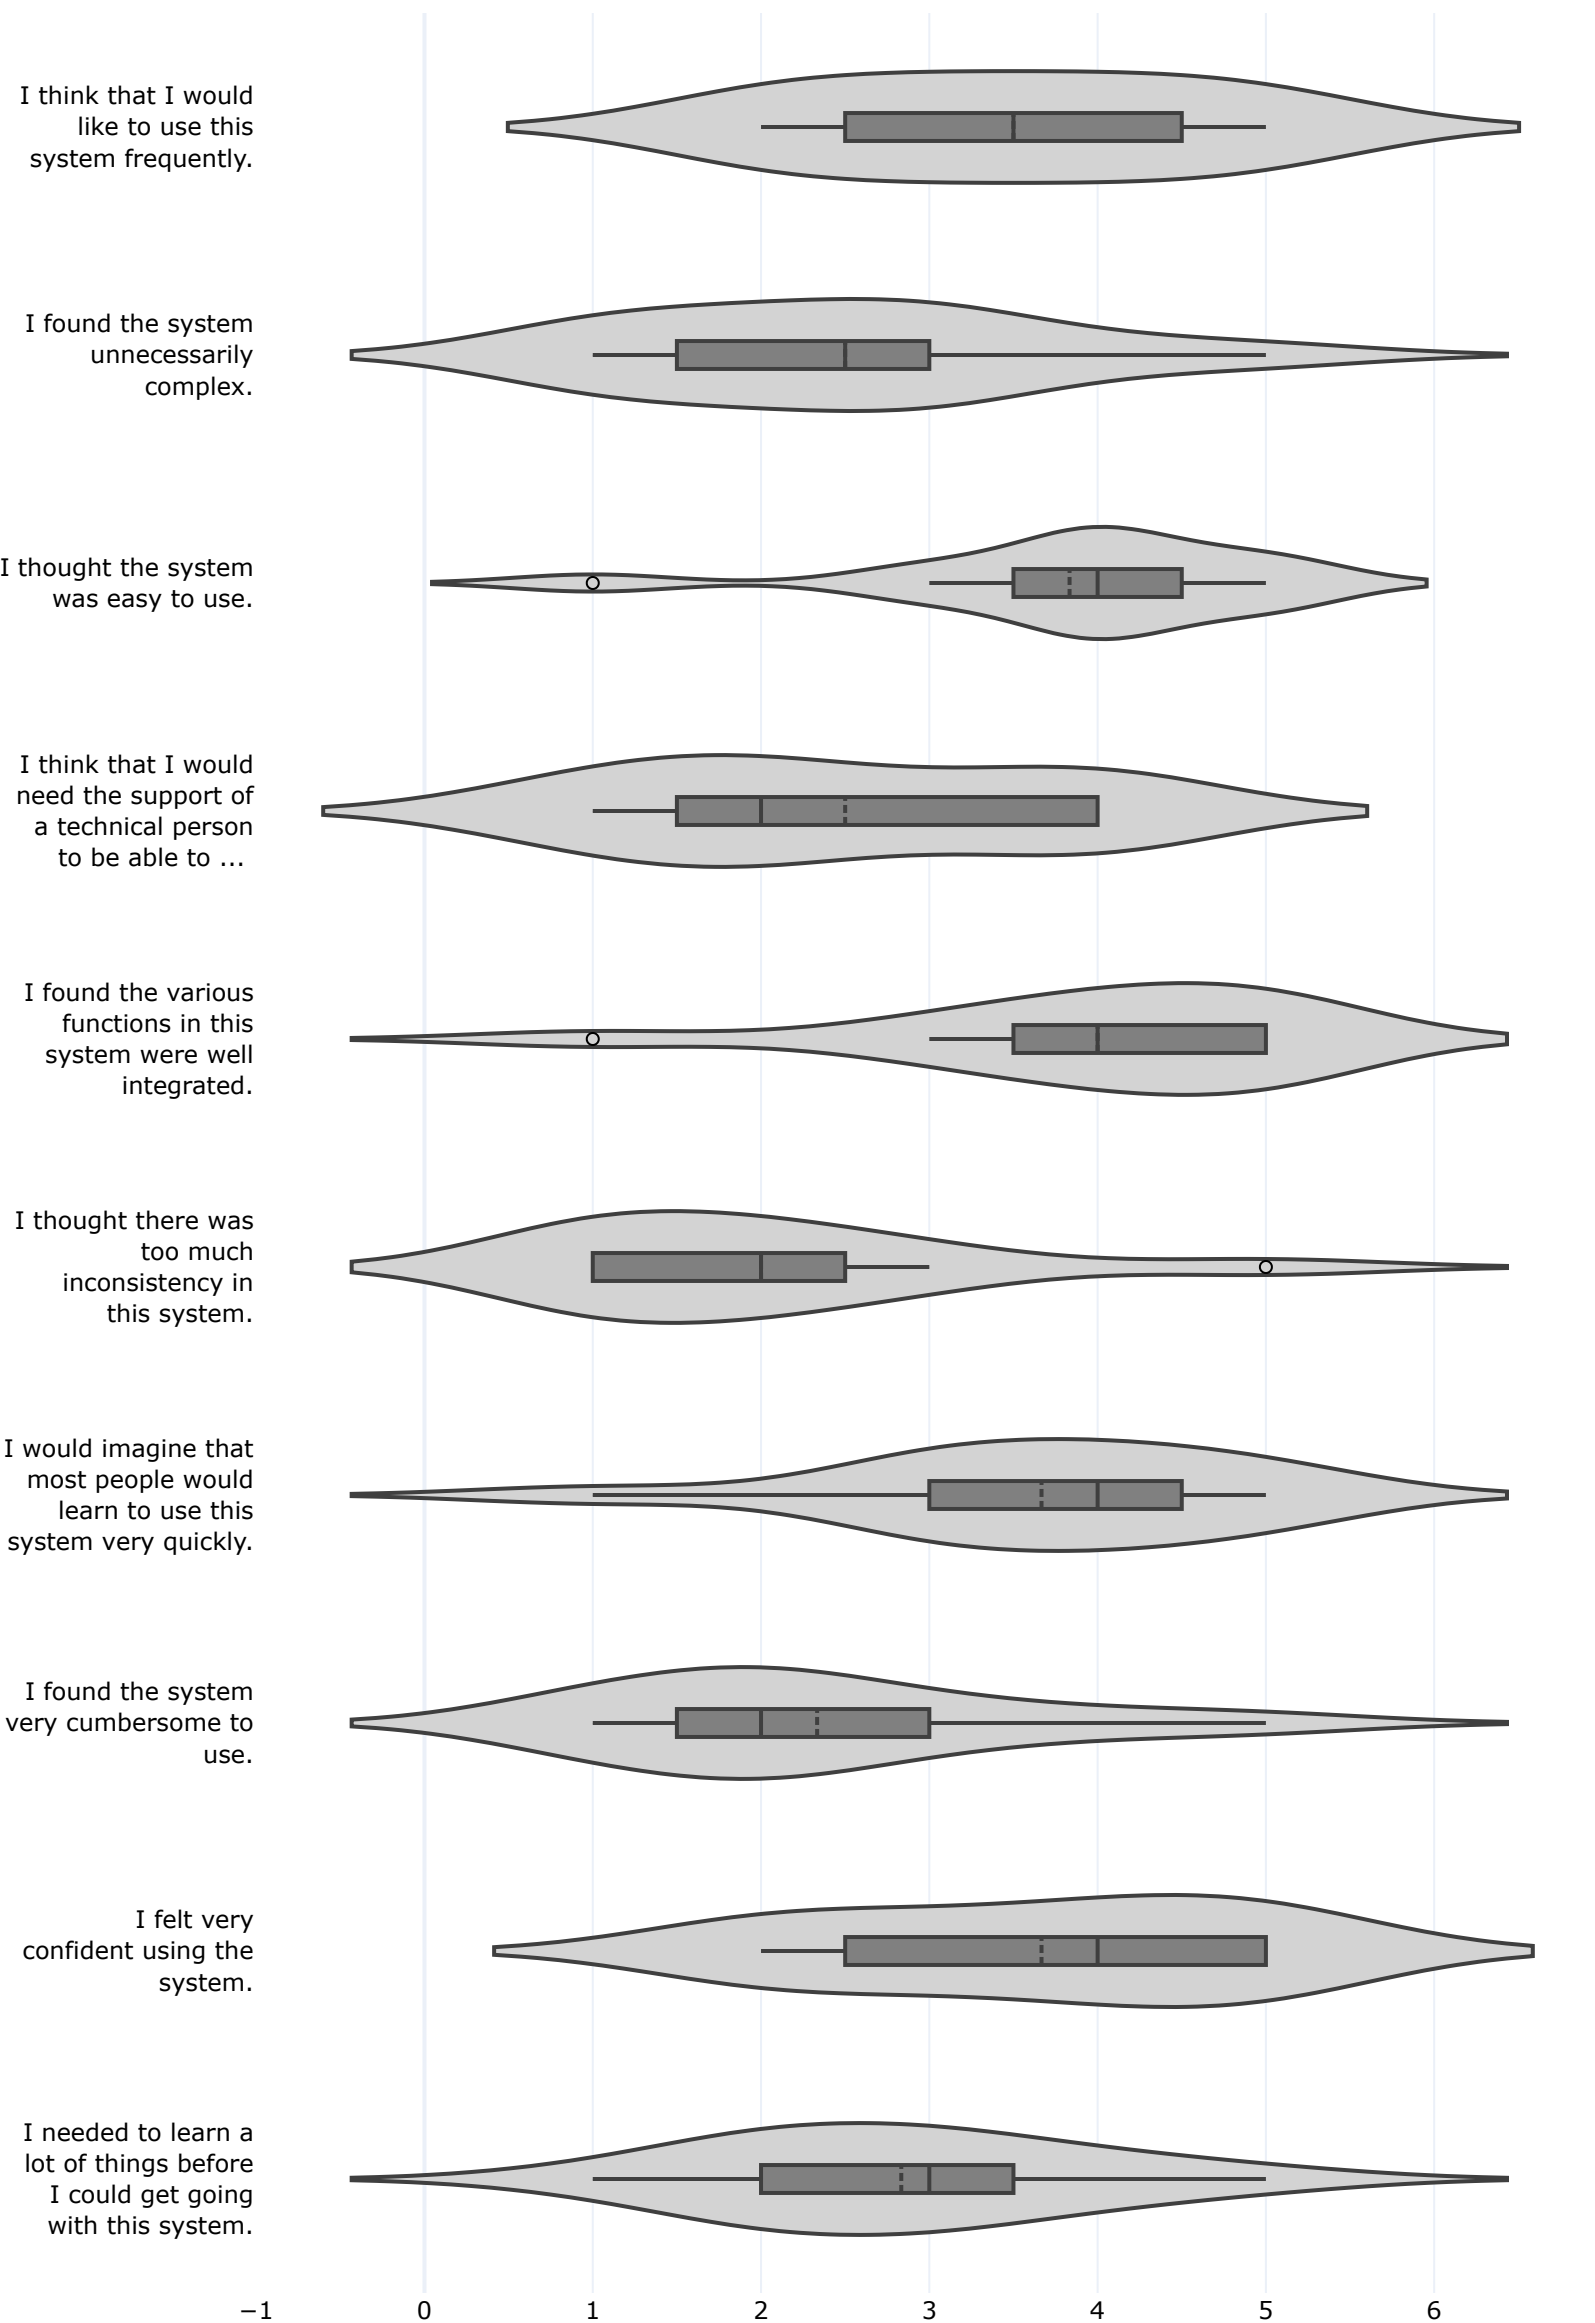 I think that I would
like to use this
system frequently.
I found the system
unnecessarily
complex.
I thought the system
was easy to use.
I think that I would
need the support of
a technical person
to be able to …
I found the various
functions in this
system were well
integrated.
I thought there was
too much
inconsistency in
this system.
I would imagine that
most people would
learn to use this
system very quickly.
I found the system
very cumbersome to
use.
I felt very
confident using the
system.
I needed to learn a
lot of things before
I could get going
with this system.
−1 0 1 2 3 4 5 6